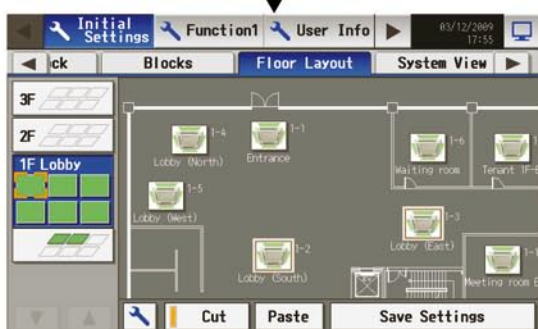 Initial Settings
Function1
User Info
03/12/2009
17:55
ck
Blocks
Floor Layout
System View
3F
2F
1F Lobby
1-4
Lobby (North)
1-1
Entrance
1-6
Waiting room
Tenant 1F-E
1-5
Lobby (West)
1-3
Lobby (East)
1-2
Lobby (South)
1-1
Meeting room E
Cut
Paste
Save Settings